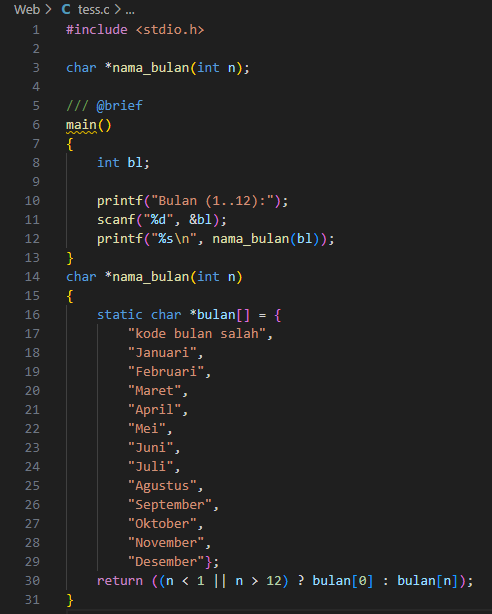 Web > C tess.c > ...
1 #include <stdio.h>
2
3 char *nama_bulan(int n);
4
5 /// @brief
6 main()
7 {
8     int bl;
9
10     printf("Bulan (1..12):");
11     scanf("%d", &bl);
12     printf("%s\n", nama_bulan(bl));
13 }
14 char *nama_bulan(int n)
15 {
16     static char *bulan[] = {
17         "kode bulan salah",
18         "Januari",
19         "Februari",
20         "Maret",
21         "April",
22         "Mei",
23         "Juni",
24         "Juli",
25         "Agustus",
26         "September",
27         "Oktober",
28         "November",
29         "Desember"};
30     return ((n < 1 || n > 12) ? bulan[0] : bulan[n]);
31 }